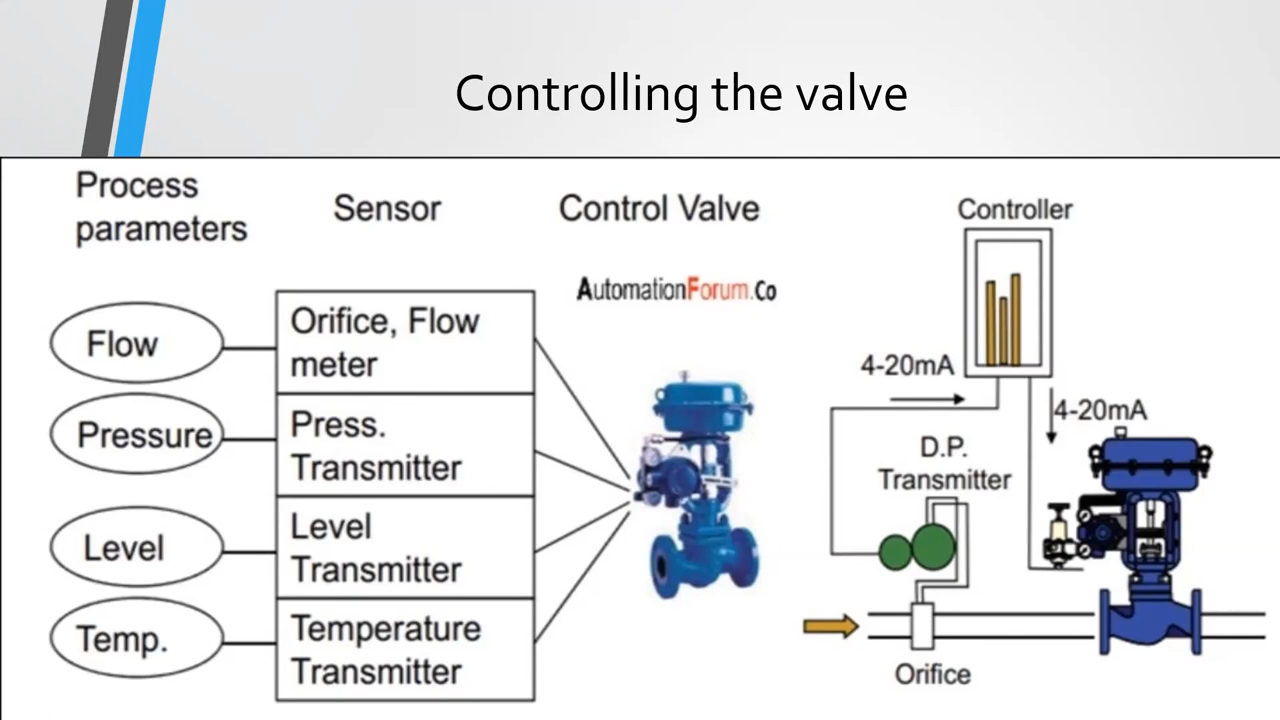 Controlling the valve
Process
parameters
Sensor
Control Valve
AutomationForum.Co
Flow
Orifice, Flow
meter
Pressure
Press.
Transmitter
Level
Level
Transmitter
Temp.
Temperature
Transmitter
Controller
4-20mA
4-20mA
D.P.
Transmitter
Orifice